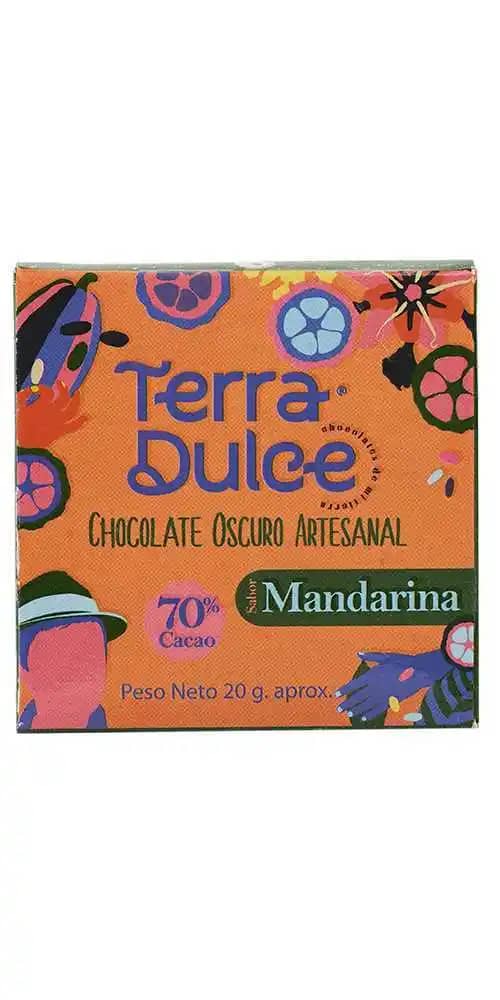 Terra ®
Dulce
chocolates de mi tierra
CHOCOLATE OSCURO ARTESANAL
70%
Cacao
Sabor
Mandarina
Peso Neto 20 g. aprox.